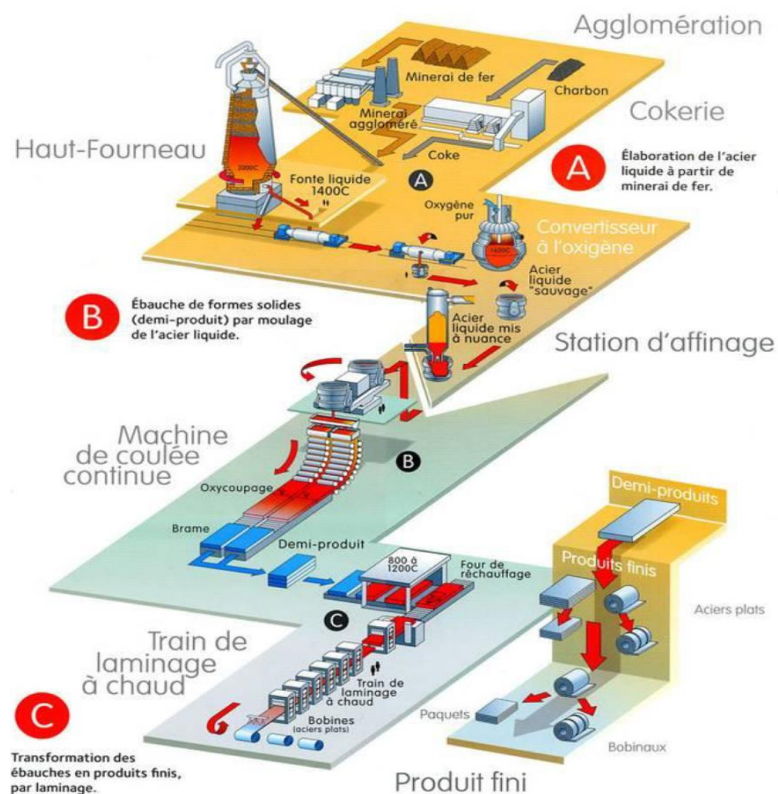 Agglomération
Minerai de fer
Charbon
Minerai
aggloméré
Cokerie
Coke
Haut-Fourneau
2000C
Fonte liquide
1400C
A
A
Élaboration de l'acier
liquide à partir de
minerai de fer.
Oxygène
pur
1600C
Convertisseur
à l'oxigène
Acier
liquide
"sauvage"
B
Ébauche de formes solides
(demi-produit) par moulage
de l'acier liquide.
Acier
liquide mis
à nuance
Station d'affinage
Machine
de coulée
continue
B
Oxycoupage
Brame
Demi-produit
800 à
1200C
Four de
réchauffage
Demi-produits
Produits finis
Aciers plats
C
Train de
laminage
à chaud
Train de
laminage
à chaud
Bobines
(aciers plats)
Paquets
Bobinaux
C
Transformation des
ébauches en produits finis,
par laminage.
Produit fini